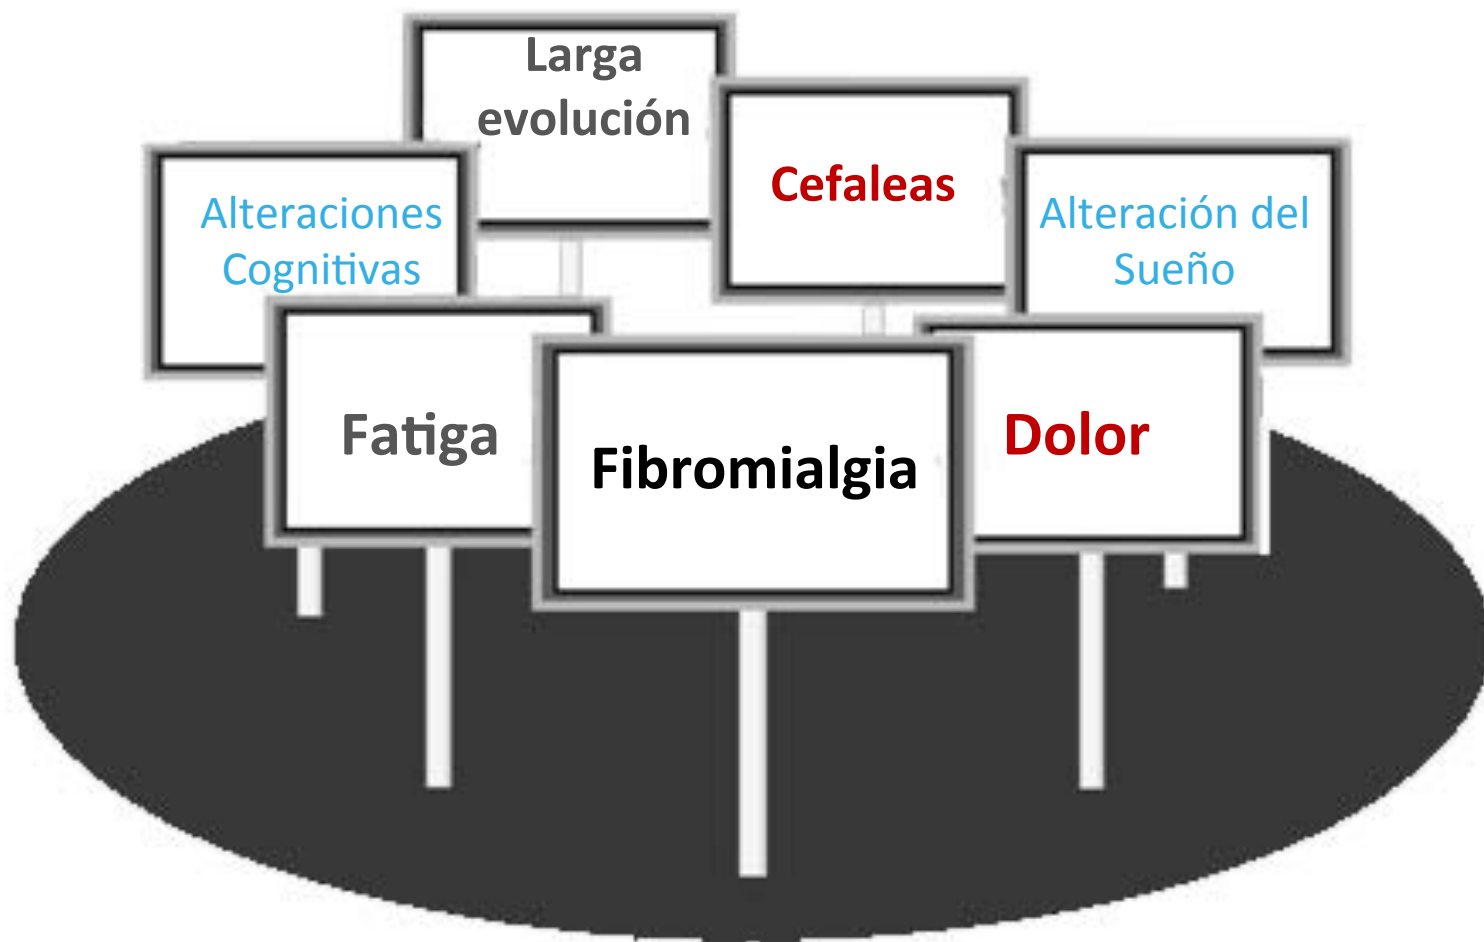 Larga
evolución
Cefaleas
Alteraciones
Cognitivas
Alteración del
Sueño
Fatiga
Fibromialgia
Dolor